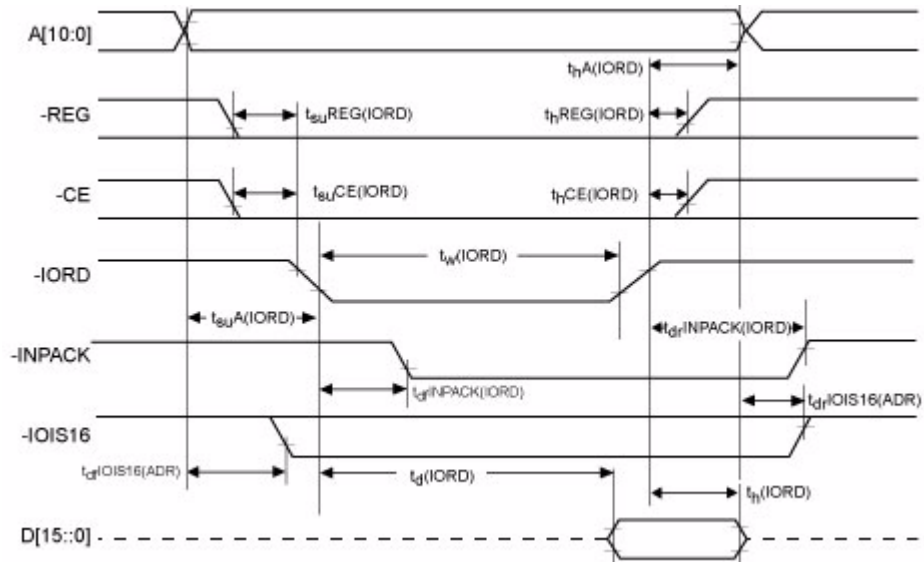 A[10:0]
thA(IORD)
-REG
tsuREG(IORD)
thREG(IORD)
-CE
tsuCE(IORD)
thCE(IORD)
-IORD
tw(IORD)
tsuA(IORD)
tdrINPACK(IORD)
-INPACK
tdfINPACK(IORD)
tdrIOIS16(ADR)
-IOIS16
tdfIOIS16(ADR)
td(IORD)
th(IORD)
D[15::0]